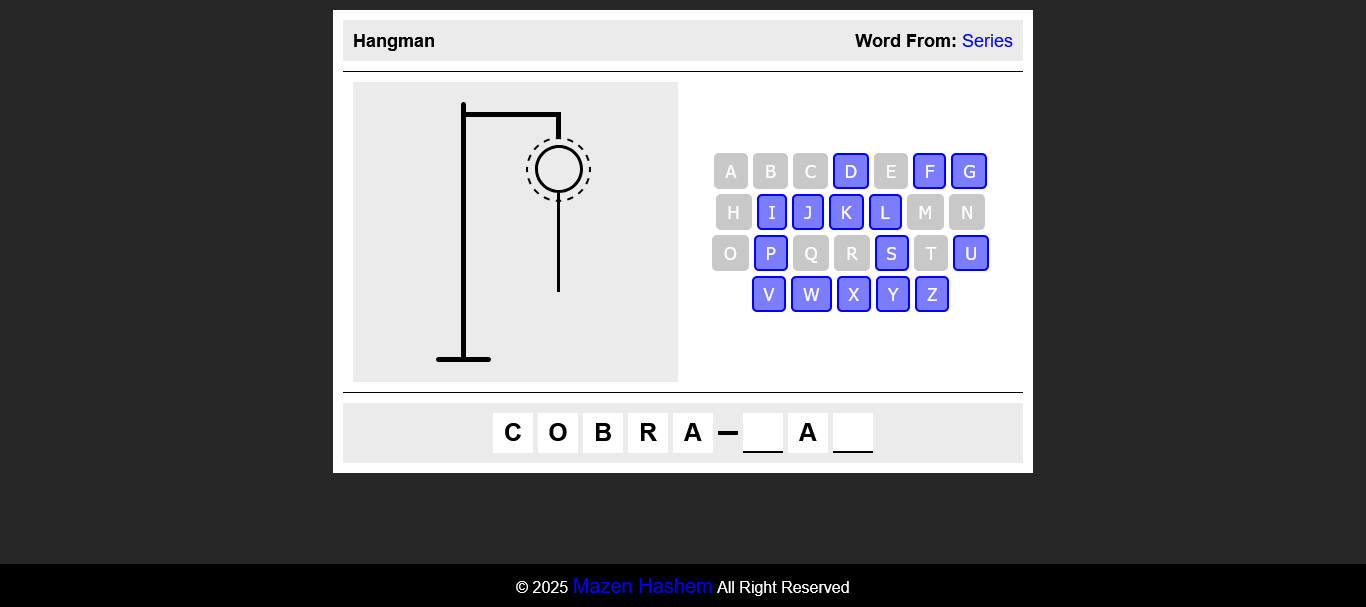 Hangman Word From: Series
A B C D E F G
H I J K L M N
O P Q R S T U
V W X Y Z
C O B R A – _ A _
© 2025 Mazen Hashem All Right Reserved